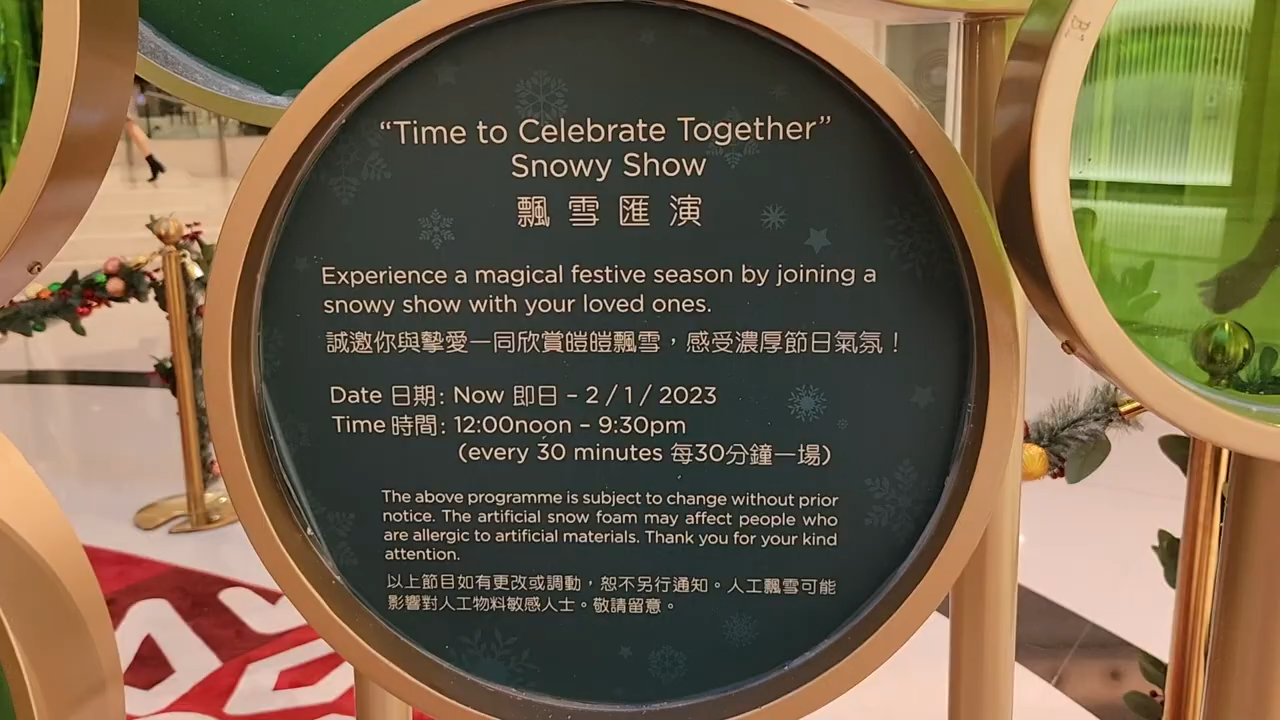 “Time to Celebrate Together”
Snowy Show
飄雪匯演
Experience a magical festive season by joining a
snowy show with your loved ones.
誠邀你與摯愛一同欣賞皚皚飄雪，感受濃厚節日氣氛！
Date 日期: Now 即日 – 2 / 1 / 2023
Time 時間: 12:00noon – 9:30pm
(every 30 minutes 每30分鐘一場)
The above programme is subject to change without prior
notice. The artificial snow foam may affect people who
are allergic to artificial materials. Thank you for your kind
attention.
以上節目如有更改或調動，恕不另行通知。人工飄雪可能
影響對人工物料敏感人士。敬請留意。